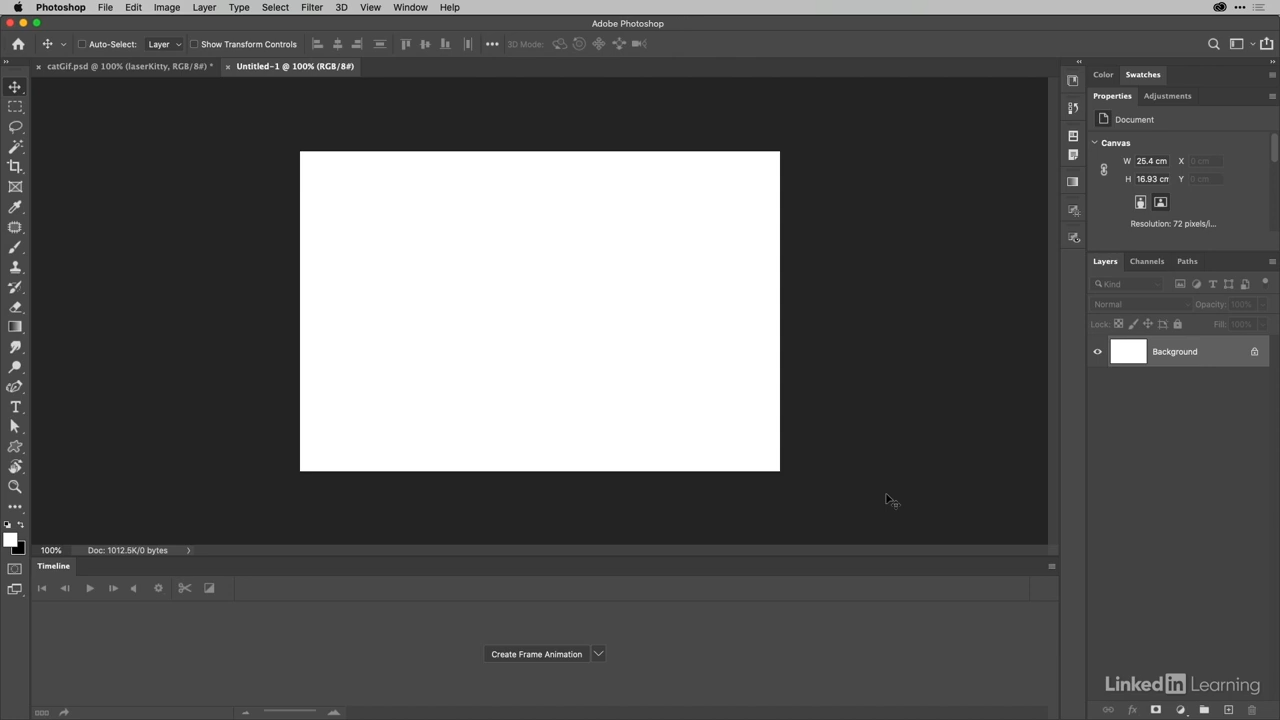 Photoshop File Edit Image Layer Type Select Filter 3D View Window Help
Adobe Photoshop
Auto-Select: Layer Show Transform Controls 3D Mode:
catGif.psd @ 100% (laserKitty, RGB/8#) * Untitled-1 @ 100% (RGB/8#)
Color Swatches
Properties Adjustments
Document
Canvas
W 25.4 cm X 0 cm
H 16.93 cm Y 0 cm
Resolution: 72 pixels/i...
Layers Channels Paths
Kind
Normal Opacity: 100%
Lock: Fill: 100%
Background
100% Doc: 1012.5K/0 bytes
Timeline
Create Frame Animation
Linked in Learning
fx